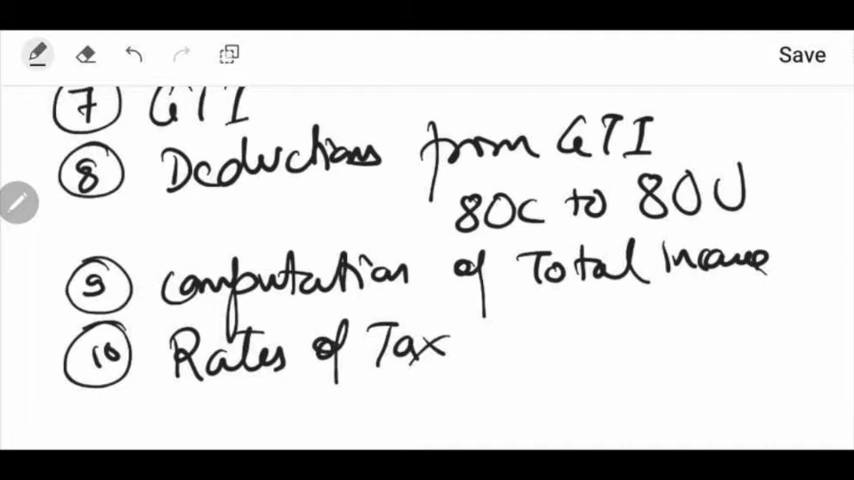 Save
7 GTI
8 Deductions from GTI
80C to 80U
9 Computation of Total Income
10 Rates of Tax